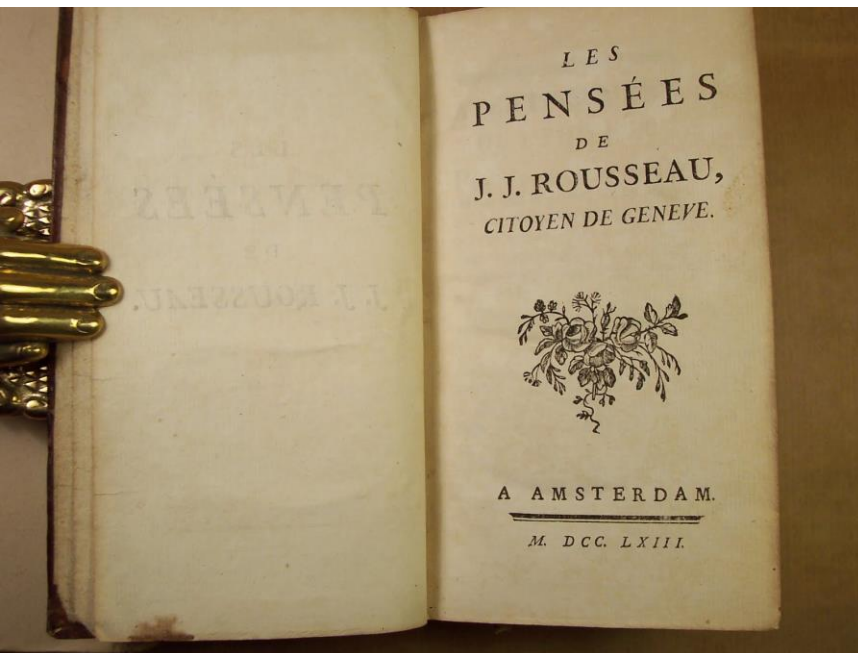 LES
PENSÉES
DE
J. J. ROUSSEAU,
CITOYEN DE GENEVE.
A AMSTERDAM.
M. DCC. LXIII.